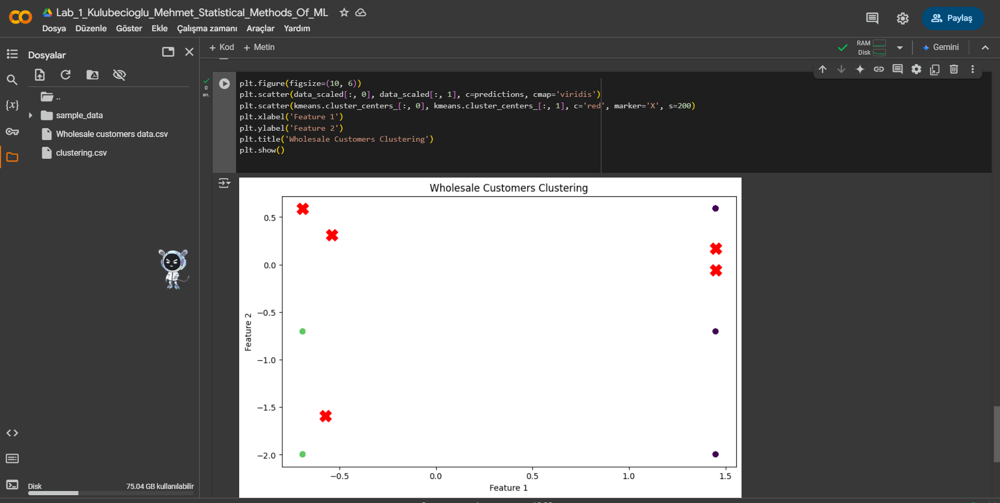 Lab_1_Kulubecioglu_Mehmet_Statistical_Methods_Of_ML
Dosya Düzenle Göster Ekle Çalışma zamanı Araçlar Yardım
Paylaş
Dosyalar
..
sample_data
Wholesale customers data.csv
clustering.csv
{x}
Disk 75.04 GB kullanılabilir
+ Kod + Metin
RAM
Disk
Gemini
0
sn.
plt.figure(figsize=(10, 6))
plt.scatter(data_scaled[:, 0], data_scaled[:, 1], c=predictions, cmap='viridis')
plt.scatter(kmeans.cluster_centers_[:, 0], kmeans.cluster_centers_[:, 1], c='red', marker='X', s=200)
plt.xlabel('Feature 1')
plt.ylabel('Feature 2')
plt.title('Wholesale Customers Clustering')
plt.show()
Wholesale Customers Clustering
0.5
0.0
−0.5
−1.0
−1.5
−2.0
Feature 2
−0.5 0.0 0.5 1.0 1.5
Feature 1